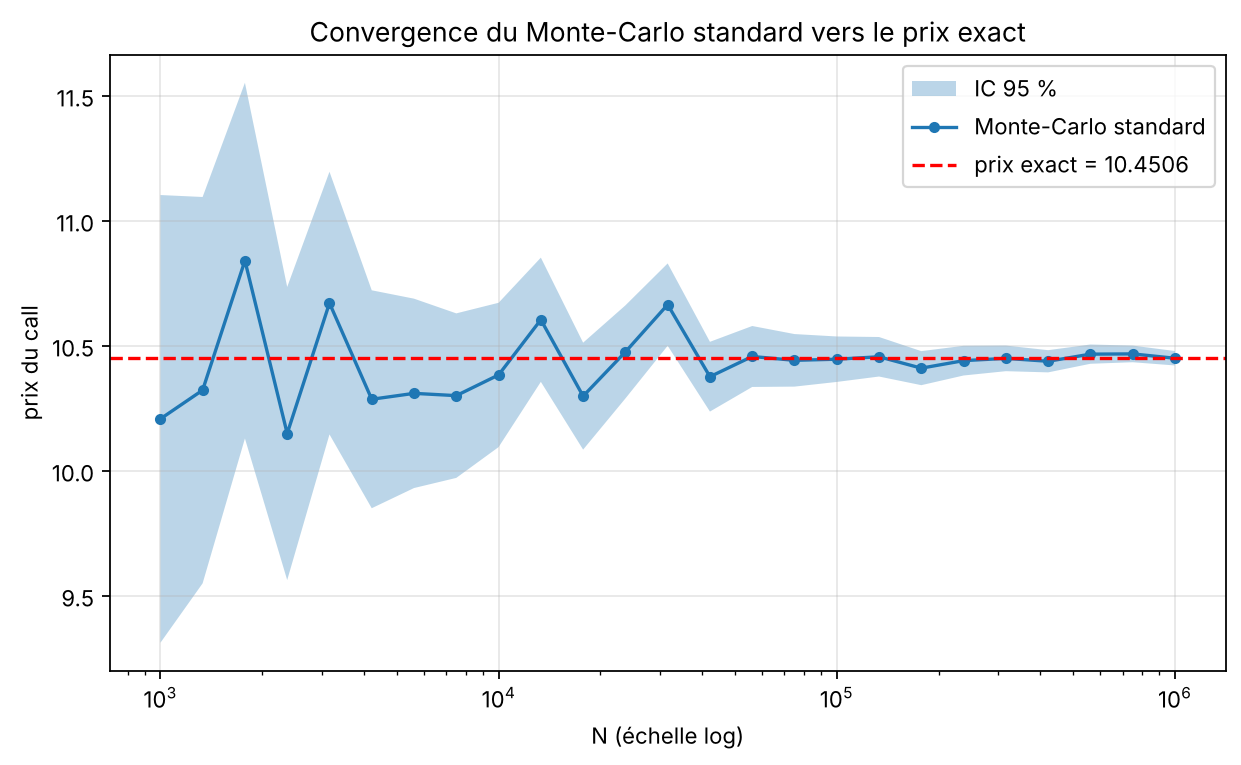 Convergence du Monte-Carlo standard vers le prix exact
IC 95 %
Monte-Carlo standard
prix exact = 10.4506
prix du call
11.5
11.0
10.5
10.0
9.5
10³
10⁴
10⁵
10⁶
N (échelle log)